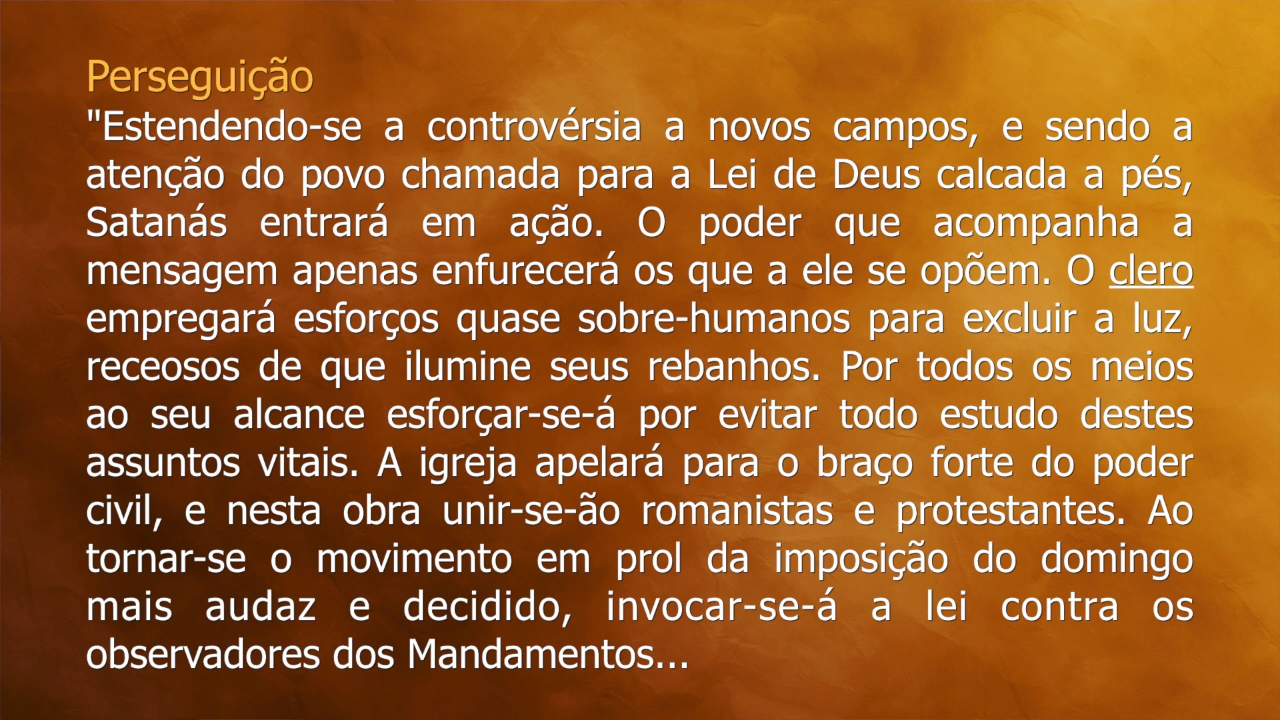 Perseguição
"Estendendo-se a controvérsia a novos campos, e sendo a
atenção do povo chamada para a Lei de Deus calcada a pés,
Satanás entrará em ação. O poder que acompanha a
mensagem apenas enfurecerá os que a ele se opõem. O clero
empregará esforços quase sobre-humanos para excluir a luz,
receosos de que ilumine seus rebanhos. Por todos os meios
ao seu alcance esforçar-se-á por evitar todo estudo destes
assuntos vitais. A igreja apelará para o braço forte do poder
civil, e nesta obra unir-se-ão romanistas e protestantes. Ao
tornar-se o movimento em prol da imposição do domingo
mais audaz e decidido, invocar-se-á a lei contra os
observadores dos Mandamentos...